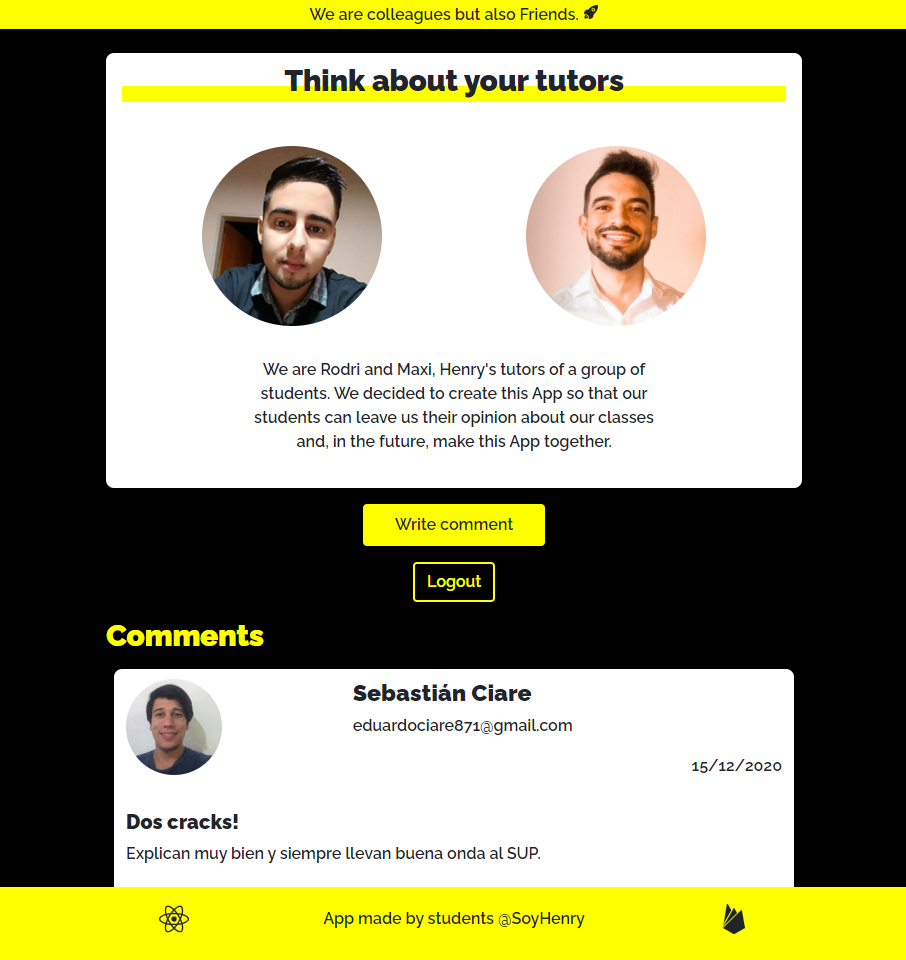 We are colleagues but also Friends.
Think about your tutors
We are Rodri and Maxi, Henry's tutors of a group of
students. We decided to create this App so that our
students can leave us their opinion about our classes
and, in the future, make this App together.
Write comment
Logout
Comments
Sebastián Ciare
eduardociare871@gmail.com
15/12/2020
Dos cracks!
Explican muy bien y siempre llevan buena onda al SUP.
App made by students @SoyHenry